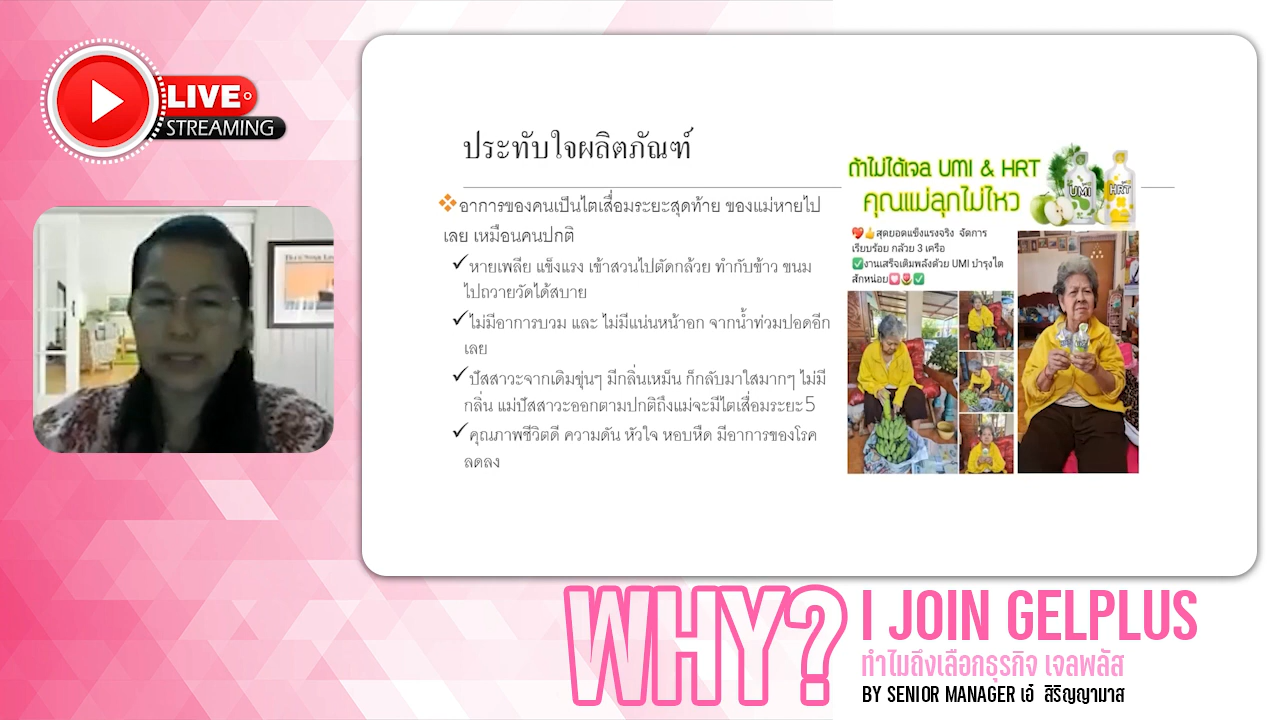 LIVE
STREAMING
ประทับใจผลิตภัณฑ์
อาการของคนเป็นไตเสื่อมระยะสุดท้าย ของแม่หายไป
เลย เหมือนคนปกติ
หายเพลีย แข็งแรง เข้าสวนไปตัดกล้วย ทำกับข้าว ขนม
ไปถวายวัดได้สบาย
ไม่มีอาการบวม และ ไม่มีแน่นหน้าอก จากน้ำท่วมปอดอีก
เลย
ปัสสาวะจากเดิมขุ่นๆ มีกลิ่นเหม็น ก็กลับมาใสมากๆ ไม่มี
กลิ่น แม่ปัสสาวะออกตามปกติถึงแม่จะมีไตเสื่อมระยะ5
คุณภาพชีวิตดี ความดัน หัวใจ หอบหืด มีอาการของโรค
ลดลง
ถ้าไม่ได้เจอ UMI & HRT
คุณแม่ลุกไม่ไหว
UMI
HRT
สุดยอดแข็งแรงจริง จัดการ
เรียบร้อย กล้วย 3 เครือ
งานเสร็จเติมพลังด้วย UMI บำรุงไต
สักหน่อย
WHY?
I JOIN GELPLUS
ทำไมถึงเลือกธุรกิจ เจลพลัส
BY SENIOR MANAGER เอ๋ สิริญญามาส